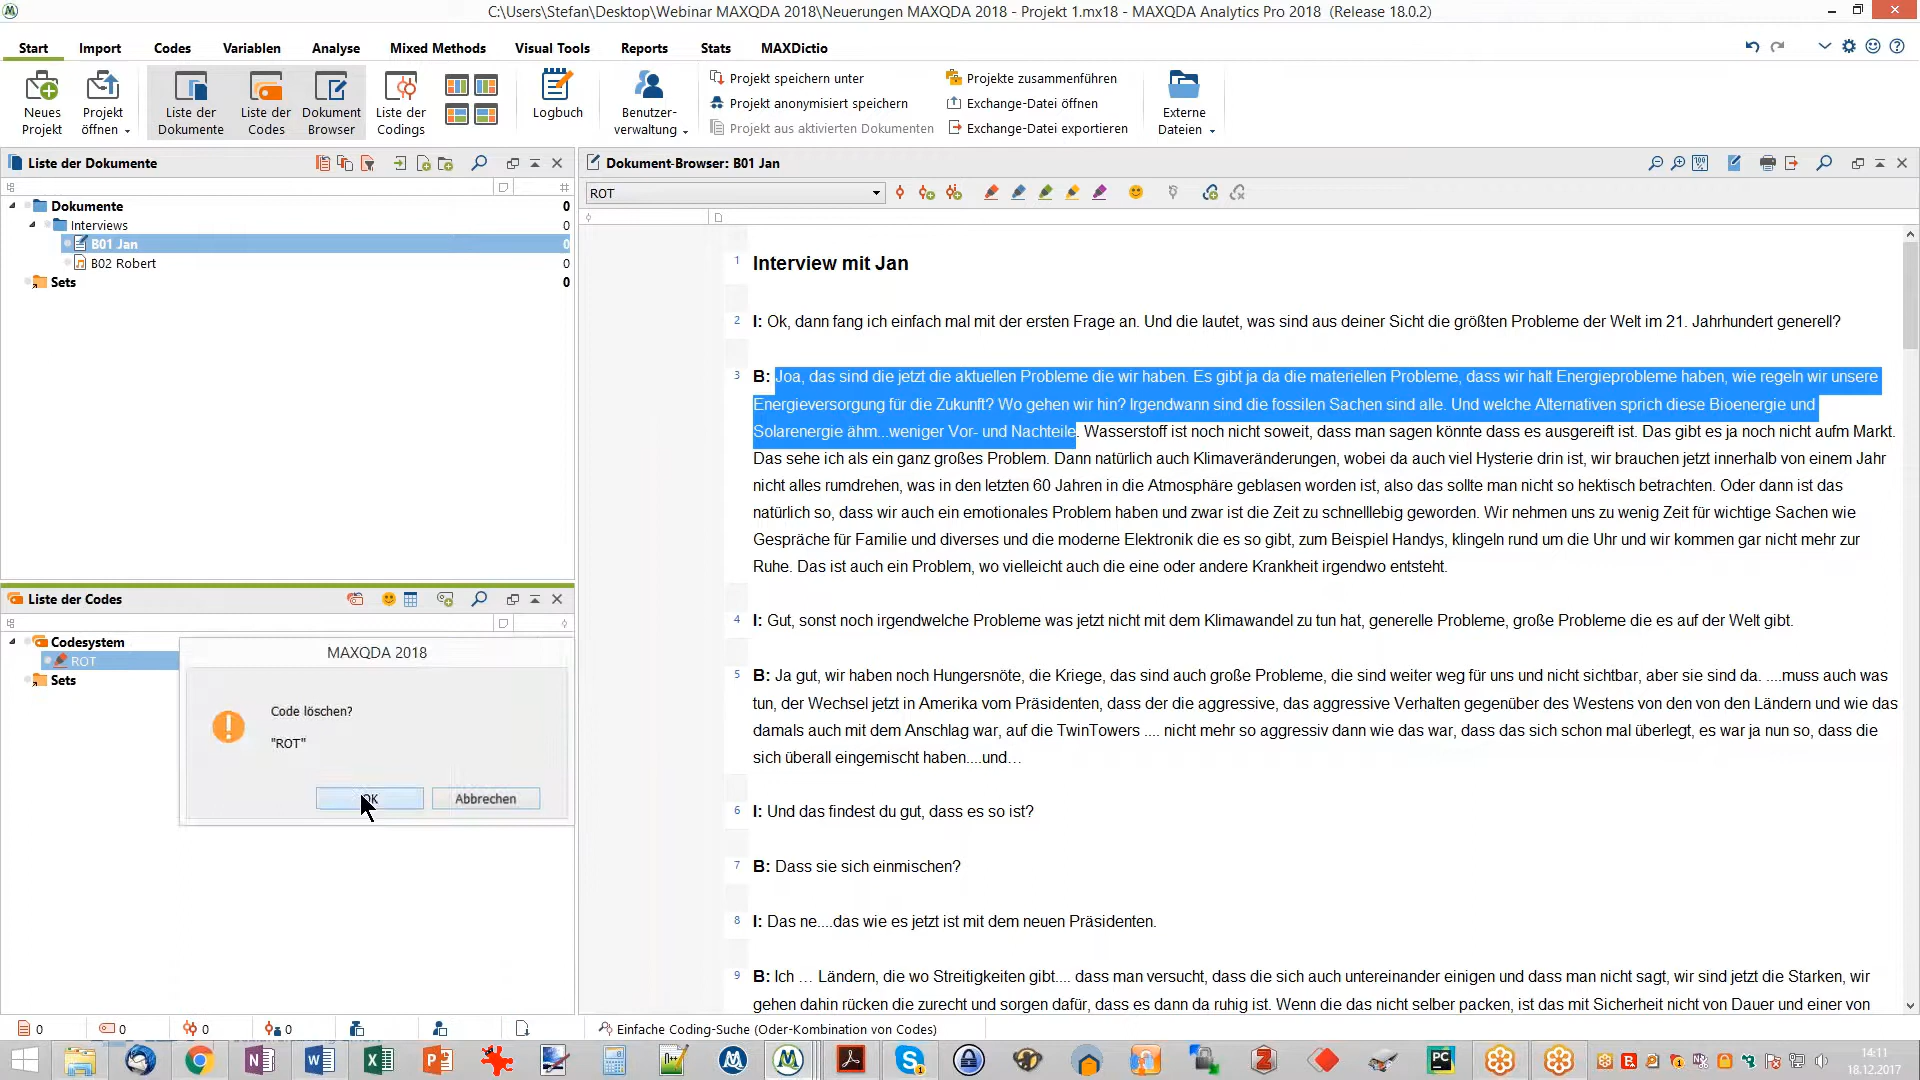 C:\Users\Stefan\Desktop\Webinar MAXQDA 2018\Neuerungen MAXQDA 2018 - Projekt 1.mx18 - MAXQDA Analytics Pro 2018 (Release 18.0.2)
Start Import Codes Variablen Analyse Mixed Methods Visual Tools Reports Stats MAXDictio
Neues Projekt
Projekt öffnen
Liste der Dokumente
Liste der Codes
Dokument Browser
Liste der Codings
Logbuch
Benutzer-verwaltung
Projekt speichern unter
Projekt anonymisiert speichern
Projekt aus aktivierten Dokumenten
Projekte zusammenführen
Exchange-Datei öffnen
Exchange-Datei exportieren
Externe Dateien
Liste der Dokumente
Dokumente 0
Interviews 0
B01 Jan 0
B02 Robert 0
Sets 0
Liste der Codes
Codesystem
ROT
Sets
MAXQDA 2018
Code löschen?
"ROT"
OK Abbrechen
Dokument-Browser: B01 Jan
ROT
1 Interview mit Jan
2 I: Ok, dann fang ich einfach mal mit der ersten Frage an. Und die lautet, was sind aus deiner Sicht die größten Probleme der Welt im 21. Jahrhundert generell?
3 B: Joa, das sind die jetzt die aktuellen Probleme die wir haben. Es gibt ja da die materiellen Probleme, dass wir halt Energieprobleme haben, wie regeln wir unsere
Energieversorgung für die Zukunft? Wo gehen wir hin? Irgendwann sind die fossilen Sachen sind alle. Und welche Alternativen sprich diese Bioenergie und
Solarenergie ähm...weniger Vor- und Nachteile. Wasserstoff ist noch nicht soweit, dass man sagen könnte dass es ausgereift ist. Das gibt es ja noch nicht aufm Markt.
Das sehe ich als ein ganz großes Problem. Dann natürlich auch Klimaveränderungen, wobei da auch viel Hysterie drin ist, wir brauchen jetzt innerhalb von einem Jahr
nicht alles rumdrehen, was in den letzten 60 Jahren in die Atmosphäre geblasen worden ist, also das sollte man nicht so hektisch betrachten. Oder dann ist das
natürlich so, dass wir auch ein emotionales Problem haben und zwar ist die Zeit zu schnelllebig geworden. Wir nehmen uns zu wenig Zeit für wichtige Sachen wie
Gespräche für Familie und diverses und die moderne Elektronik die es so gibt, zum Beispiel Handys, klingeln rund um die Uhr und wir kommen gar nicht mehr zur
Ruhe. Das ist auch ein Problem, wo vielleicht auch die eine oder andere Krankheit irgendwo entsteht.
4 I: Gut, sonst noch irgendwelche Probleme was jetzt nicht mit dem Klimawandel zu tun hat, generelle Probleme, große Probleme die es auf der Welt gibt.
5 B: Ja gut, wir haben noch Hungersnöte, die Kriege, das sind auch große Probleme, die sind weiter weg für uns und nicht sichtbar, aber sie sind da. ....muss auch was
tun, der Wechsel jetzt in Amerika vom Präsidenten, dass der die aggressive, das aggressive Verhalten gegenüber des Westens von den von den Ländern und wie das
damals auch mit dem Anschlag war, auf die TwinTowers .... nicht mehr so aggressiv dann wie das war, dass das sich schon mal überlegt, es war ja nun so, dass die
sich überall eingemischt haben....und…
6 I: Und das findest du gut, dass es so ist?
7 B: Dass sie sich einmischen?
8 I: Das ne....das wie es jetzt ist mit dem neuen Präsidenten.
9 B: Ich … Ländern, die wo Streitigkeiten gibt.... dass man versucht, dass die sich auch untereinander einigen und dass man nicht sagt, wir sind jetzt die Starken, wir
gehen dahin rücken die zurecht und sorgen dafür, dass es dann da ruhig ist. Wenn die das nicht selber packen, ist das mit Sicherheit nicht von Dauer und einer von
0 0 0 0
Einfache Coding-Suche (Oder-Kombination von Codes)
14:11
18.12.2017